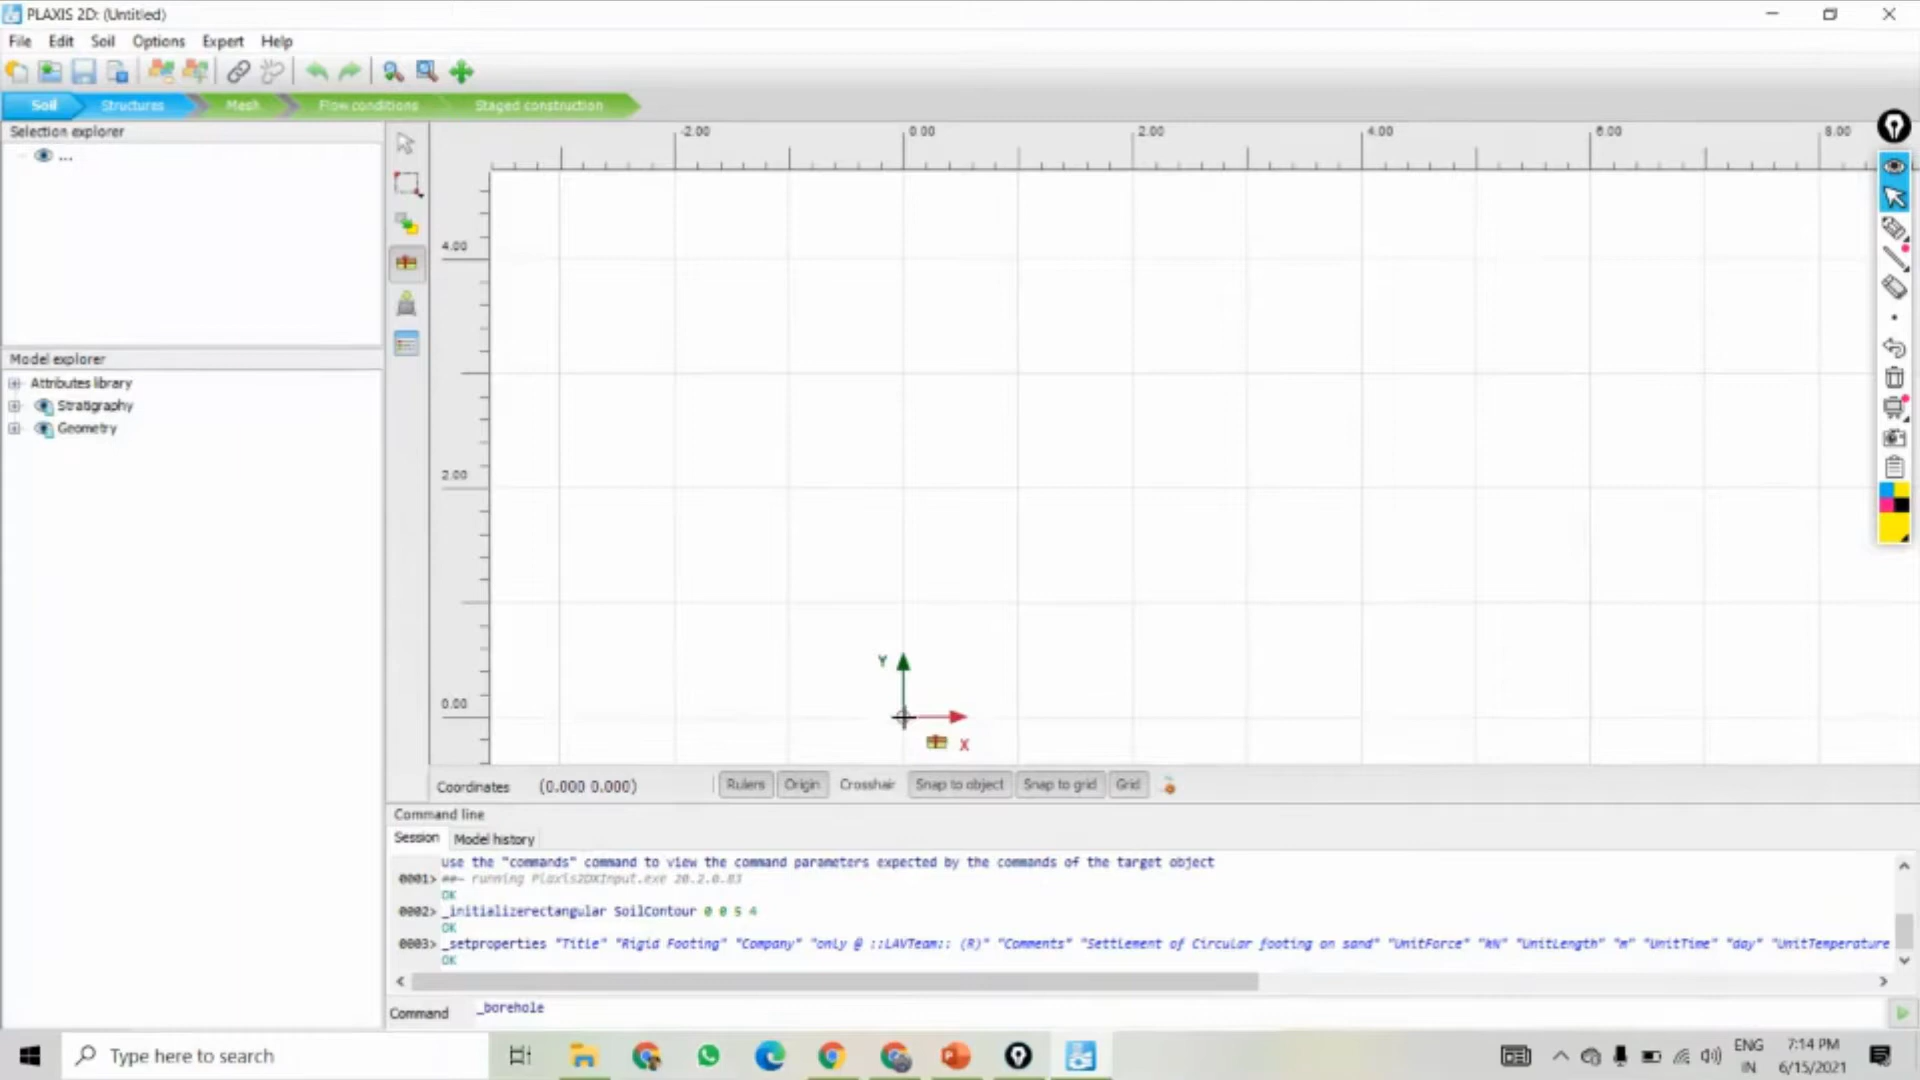 PLAXIS 2D: (Untitled)
File Edit Soil Options Expert Help
Soil Structures Mesh Flow conditions Staged construction
Selection explorer
...
Model explorer
Attributes library
Stratigraphy
Geometry
-2.00 0.00 2.00 4.00 6.00 8.00
4.00
2.00
0.00
Y
X
Coordinates (0.000 0.000) Rulers Origin Crosshair Snap to object Snap to grid Grid
Command line
Session Model history
Use the "commands" command to view the command parameters expected by the commands of the target object
0001> ##- running Plaxis2DXInput.exe 20.2.0.83
OK
0002> _initializerectangular SoilContour 0 0 5 4
OK
0003> _setproperties "Title" "Rigid Footing" "Company" "only @ ::LAVTeam:: (R)" "Comments" "Settlement of Circular footing on sand" "UnitForce" "kN" "UnitLength" "m" "UnitTime" "day" "UnitTemperature
OK
Command _borehole
Type here to search
ENG
IN
7:14 PM
6/15/2021